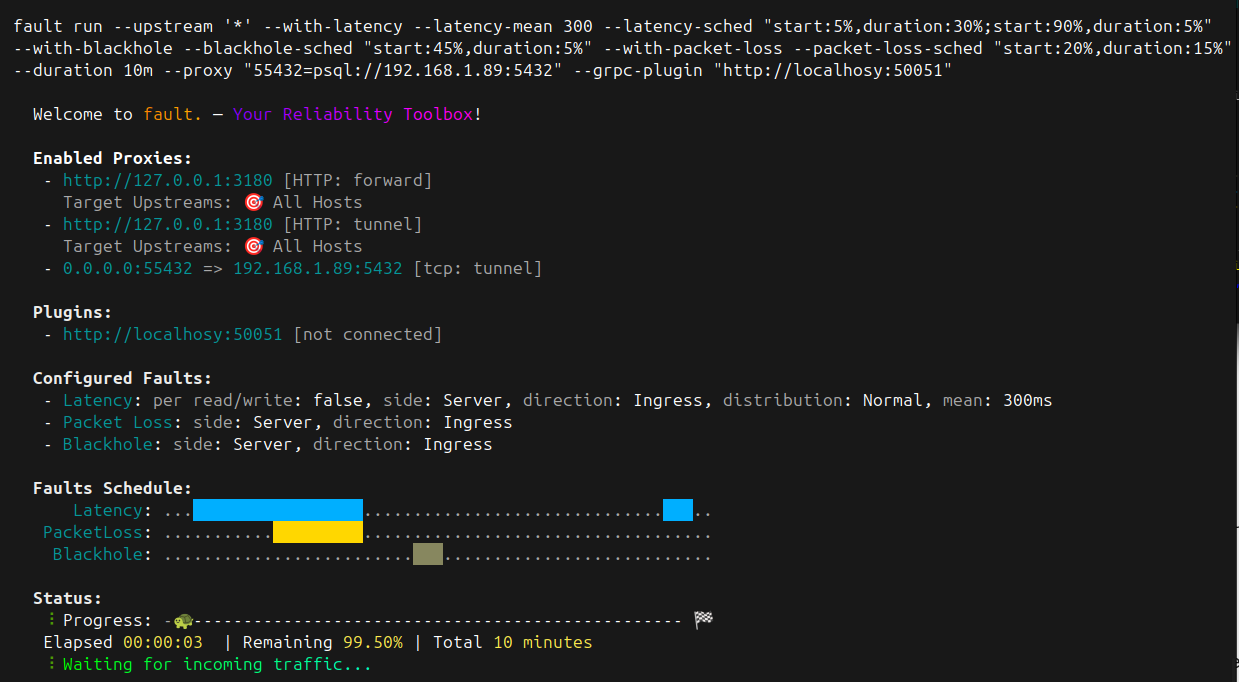 fault run --upstream '*' --with-latency --latency-mean 300 --latency-sched "start:5%,duration:30%;start:90%,duration:5%"
--with-blackhole --blackhole-sched "start:45%,duration:5%" --with-packet-loss --packet-loss-sched "start:20%,duration:15%"
--duration 10m --proxy "55432=psql://192.168.1.89:5432" --grpc-plugin "http://localhosy:50051"
Welcome to fault. — Your Reliability Toolbox!
Enabled Proxies:
- http://127.0.0.1:3180 [HTTP: forward]
Target Upstreams: 🎯 All Hosts
- http://127.0.0.1:3180 [HTTP: tunnel]
Target Upstreams: 🎯 All Hosts
- 0.0.0.0:55432 => 192.168.1.89:5432 [tcp: tunnel]
Plugins:
- http://localhosy:50051 [not connected]
Configured Faults:
- Latency: per read/write: false, side: Server, direction: Ingress, distribution: Normal, mean: 300ms
- Packet Loss: side: Server, direction: Ingress
- Blackhole: side: Server, direction: Ingress
Faults Schedule:
Latency:
PacketLoss:
Blackhole:
Status:
Progress:
Elapsed 00:00:03 | Remaining 99.50% | Total 10 minutes
Waiting for incoming traffic...